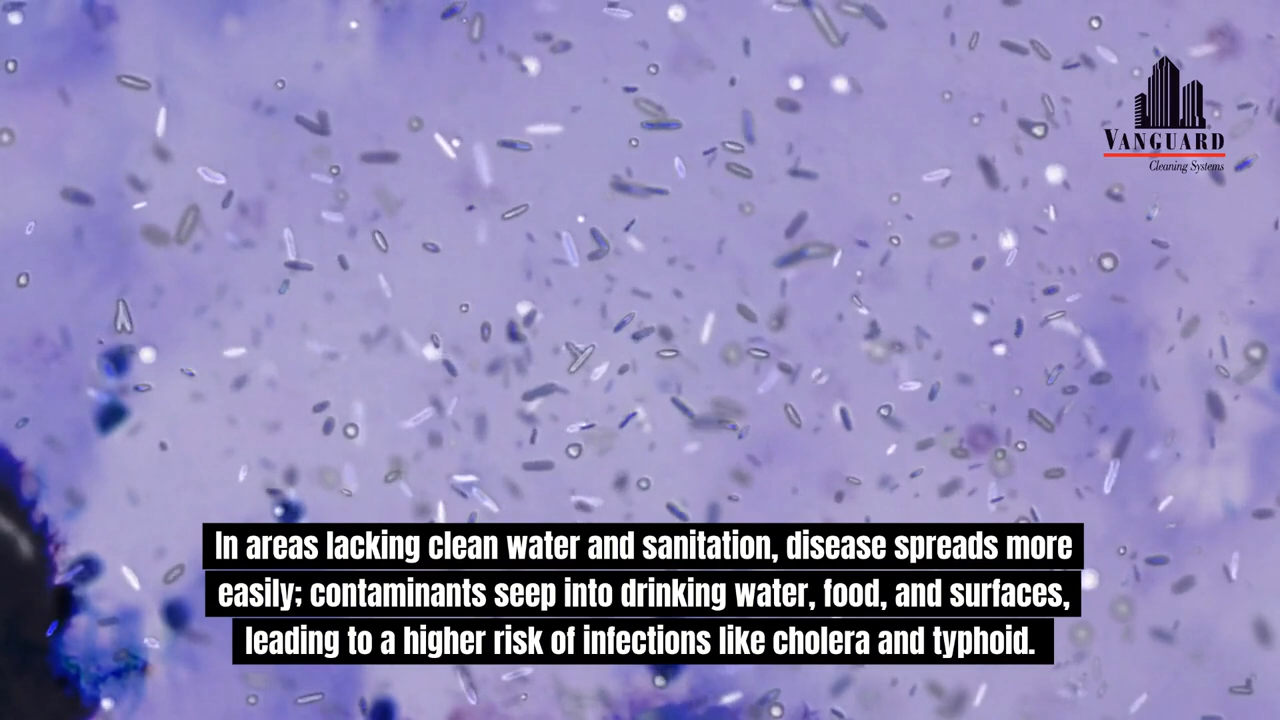 VANGUARD
Cleaning Systems
In areas lacking clean water and sanitation, disease spreads more
easily; contaminants seep into drinking water, food, and surfaces,
leading to a higher risk of infections like cholera and typhoid.